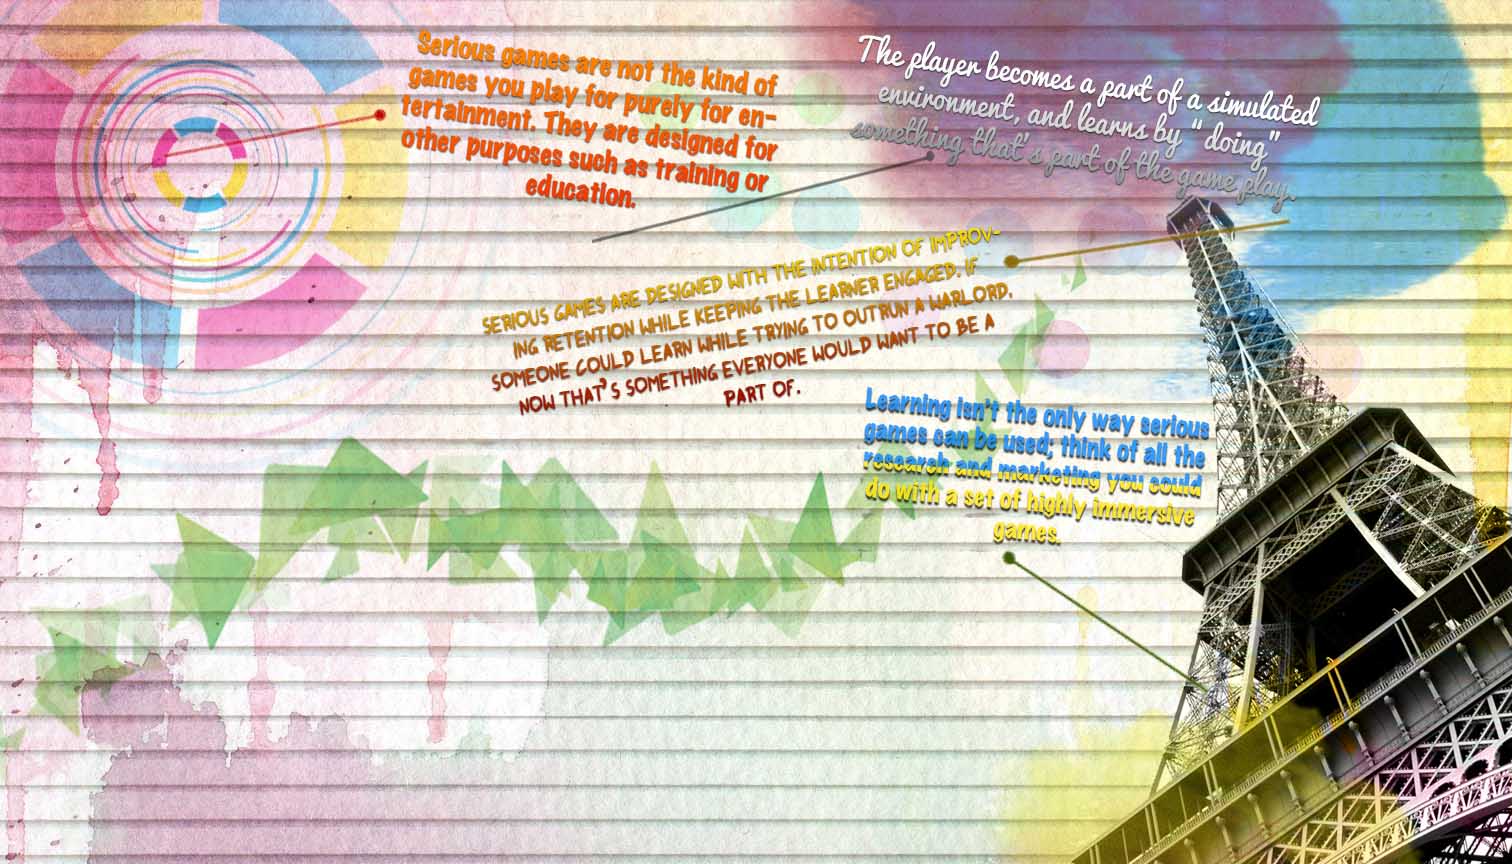 Serious games are not the kind of
games you play for purely for en-
tertainment. They are designed for
other purposes such as training or
education.
The player becomes a part of a simulated
environment, and learns by "doing"
something that's part of the game play.
SERIOUS GAMES ARE DESIGNED WITH THE INTENTION OF IMPROV-
ING RETENTION WHILE KEEPING THE LEARNER ENGAGED. IF
SOMEONE COULD LEARN WHILE TRYING TO OUTRUN A WARLORD,
NOW THAT'S SOMETHING EVERYONE WOULD WANT TO BE A
PART OF.
Learning isn't the only way serious
games can be used; think of all the
research and marketing you could
do with a set of highly immersive
games.